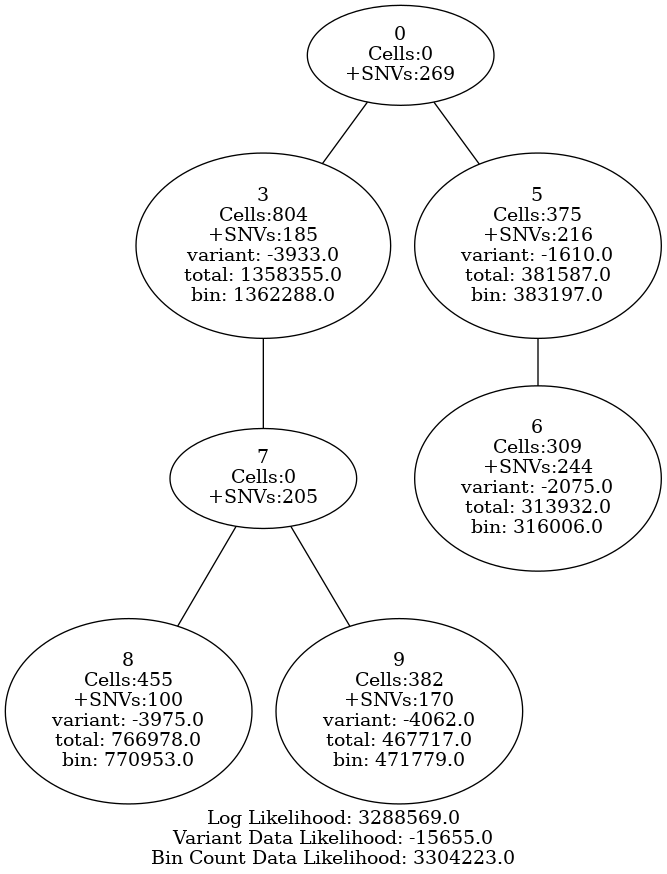 0
Cells:0
+SNVs:269
3
Cells:804
+SNVs:185
variant: -3933.0
total: 1358355.0
bin: 1362288.0
5
Cells:375
+SNVs:216
variant: -1610.0
total: 381587.0
bin: 383197.0
7
Cells:0
+SNVs:205
6
Cells:309
+SNVs:244
variant: -2075.0
total: 313932.0
bin: 316006.0
8
Cells:455
+SNVs:100
variant: -3975.0
total: 766978.0
bin: 770953.0
9
Cells:382
+SNVs:170
variant: -4062.0
total: 467717.0
bin: 471779.0
Log Likelihood: 3288569.0
Variant Data Likelihood: -15655.0
Bin Count Data Likelihood: 3304223.0